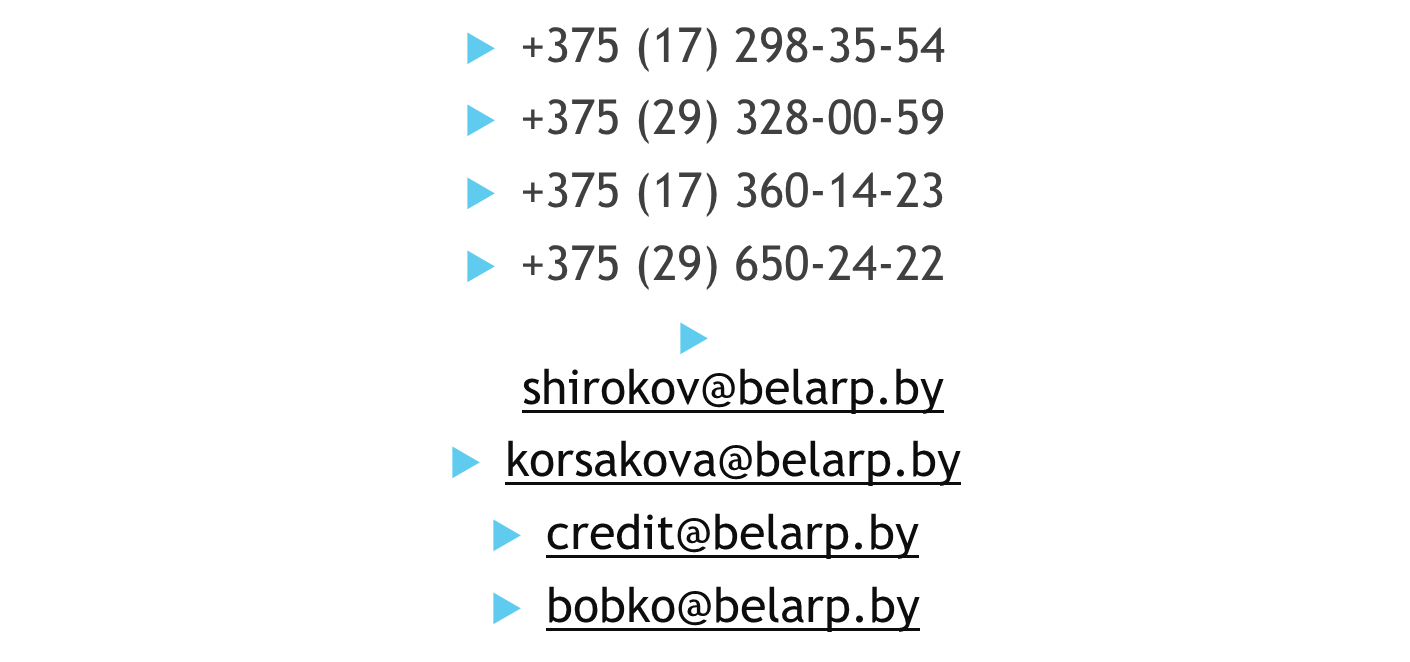 +375 (17) 298-35-54
+375 (29) 328-00-59
+375 (17) 360-14-23
+375 (29) 650-24-22
shirokov@belarp.by
korsakova@belarp.by
credit@belarp.by
bobko@belarp.by